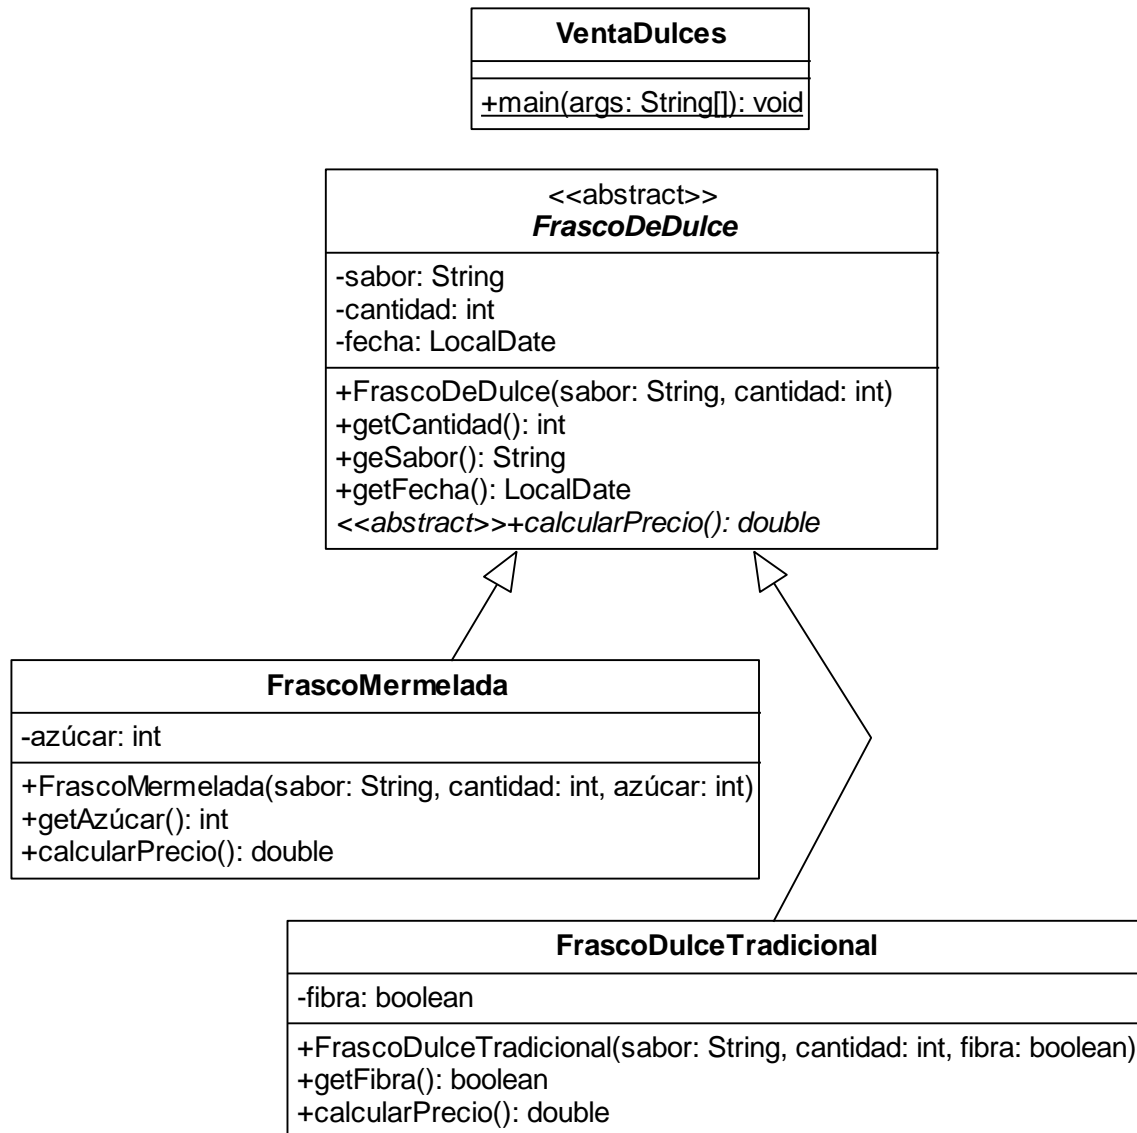 VentaDulces
+main(args: String[]): void
<<abstract>>
FrascoDeDulce
-sabor: String
-cantidad: int
-fecha: LocalDate
+FrascoDeDulce(sabor: String, cantidad: int)
+getCantidad(): int
+geSabor(): String
+getFecha(): LocalDate
<<abstract>>+calcularPrecio(): double
FrascoMermelada
-azúcar: int
+FrascoMermelada(sabor: String, cantidad: int, azúcar: int)
+getAzúcar(): int
+calcularPrecio(): double
FrascoDulceTradicional
-fibra: boolean
+FrascoDulceTradicional(sabor: String, cantidad: int, fibra: boolean)
+getFibra(): boolean
+calcularPrecio(): double